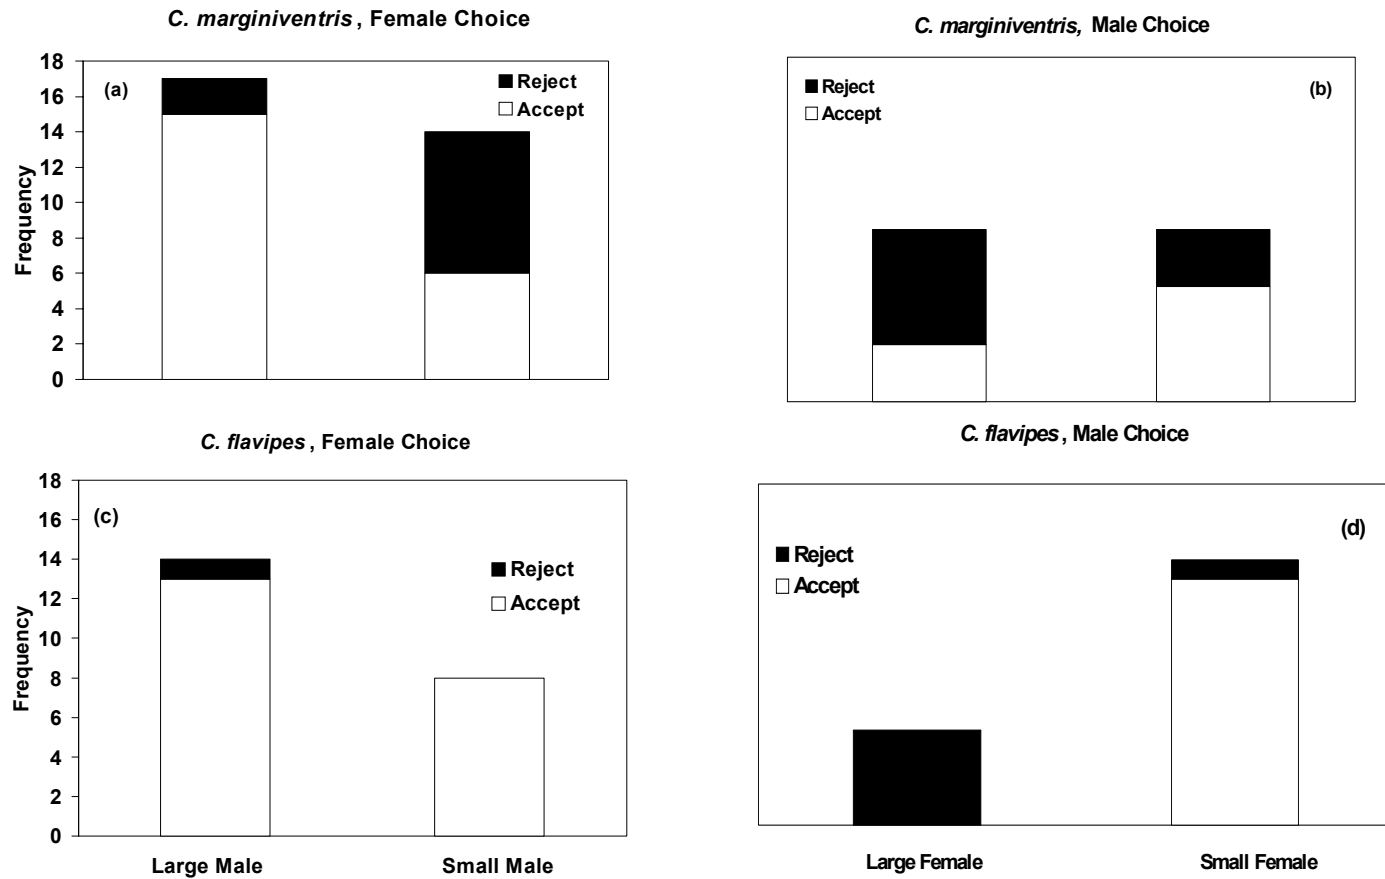 C. marginiventris, Female Choice
18
16
14
12
10
8
6
4
2
0
Frequency
(a)
Reject
Accept
C. marginiventris, Male Choice
Reject
Accept
(b)
C. flavipes, Female Choice
18
16
14
12
10
8
6
4
2
0
Frequency
(c)
Reject
Accept
Large Male
Small Male
C. flavipes, Male Choice
(d)
Reject
Accept
Large Female
Small Female